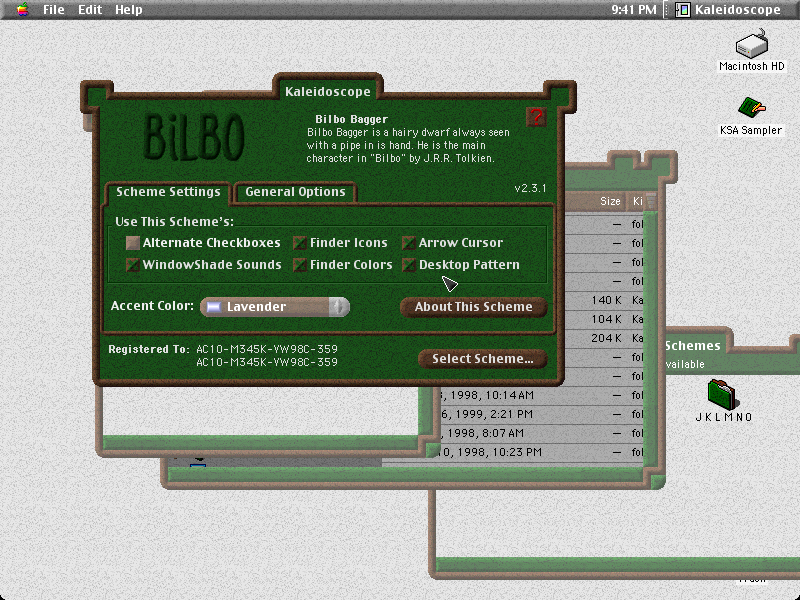 File Edit Help
9:41 PM Kaleidoscope
Macintosh HD
KSA Sampler
Kaleidoscope
BiLBO
Bilbo Bagger
Bilbo Bagger is a hairy dwarf always seen
with a pipe in is hand. He is the main
character in "Bilbo" by J.R.R. Tolkien.
?
v2.3.1
Scheme Settings
General Options
Use This Scheme's:
Alternate Checkboxes
Finder Icons
Arrow Cursor
WindowShade Sounds
Finder Colors
Desktop Pattern
Accent Color:
Lavender
About This Scheme
Registered To: AC10-M345K-VW98C-359
AC10-M345K-VW98C-359
Select Scheme...
Size Ki
— fol
— fol
— fol
— fol
140 K Ka
104 K Ka
204 K Ka
— fol
— fol
, 1998, 10:14 AM — fol
6, 1999, 2:21 PM — fol
, 1998, 8:07 AM — fol
10, 1998, 10:23 PM — fol
Schemes
vailable
J K L M N O